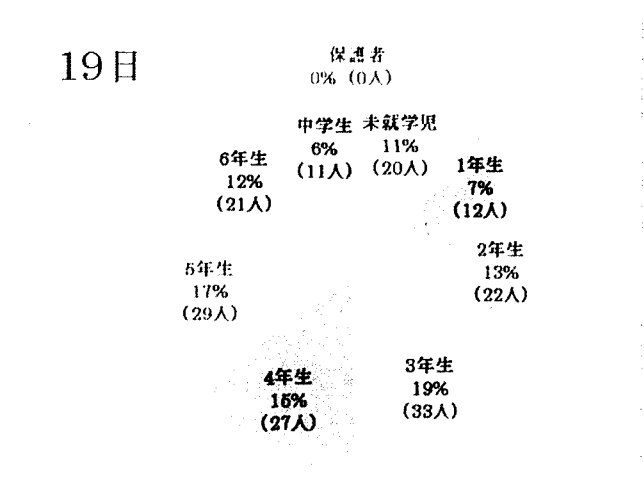 19日
保護者
0% (0人)
中学生
6%
(11人)
未就学児
11%
(20人)
1年生
7%
(12人)
2年生
13%
(22人)
3年生
19%
(33人)
4年生
15%
(27人)
5年生
17%
(29人)
6年生
12%
(21人)